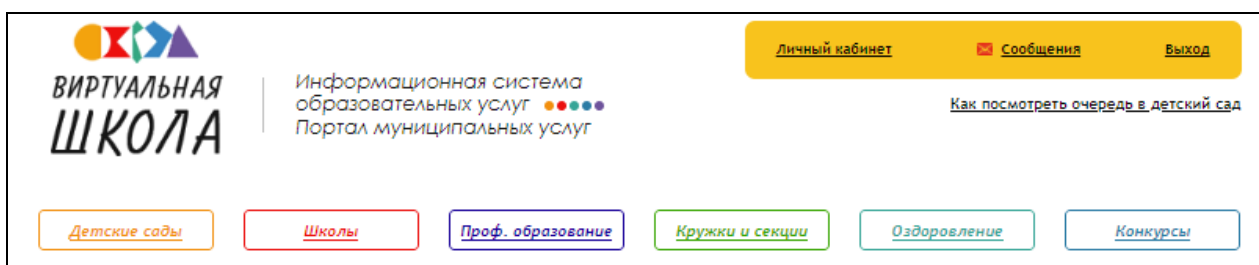 Личный кабинет Сообщения Выход
ВИРТУАЛЬНАЯ
ШКОЛА
Информационная система
образовательных услуг
Портал муниципальных услуг
Как посмотреть очередь в детский сад
Детские сады Школы Проф. образование Кружки и секции Оздоровление Конкурсы